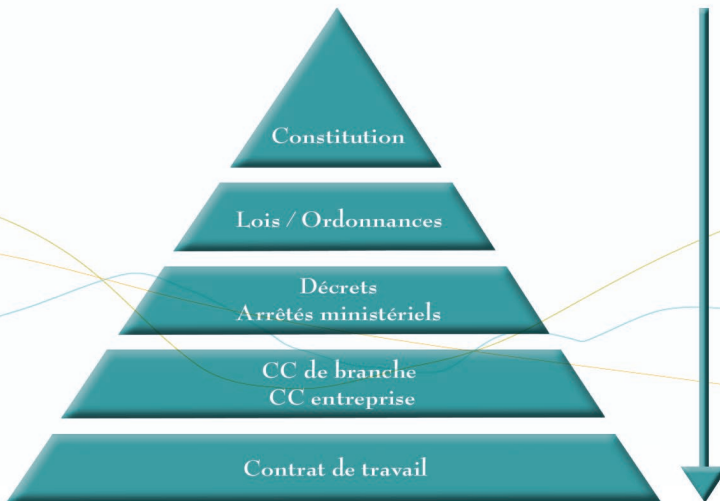 Constitution
Lois / Ordonnances
Décrets
Arrêtés ministériels
CC de branche
CC entreprise
Contrat de travail